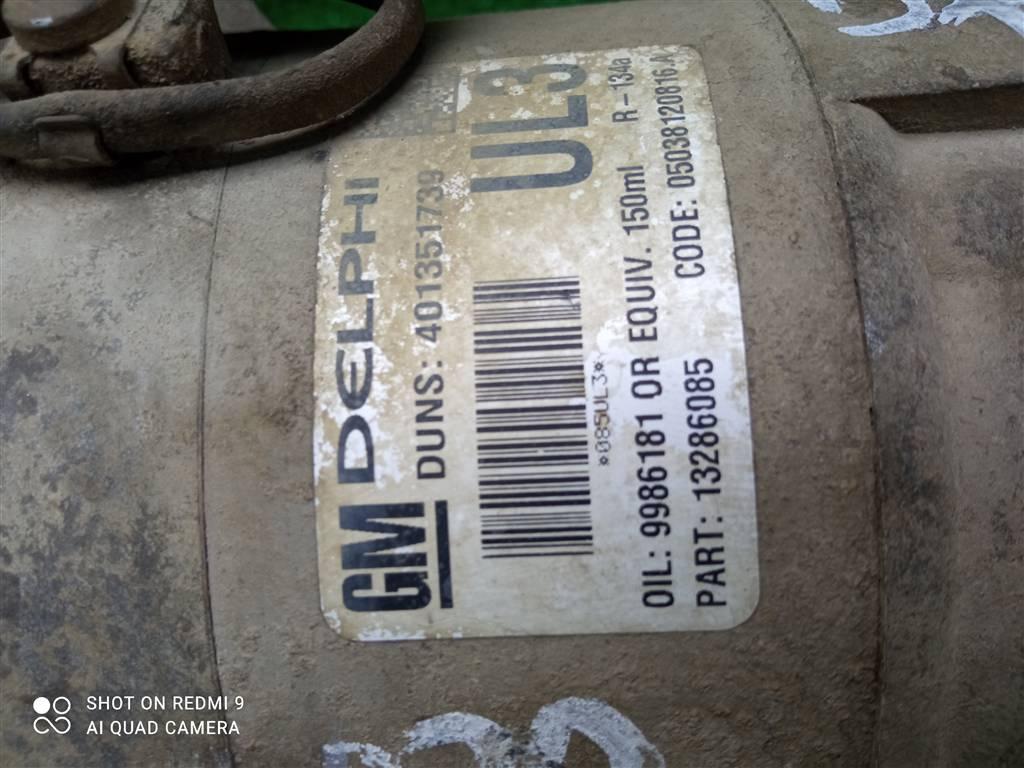 GM DELPHI
DUNS: 401351739
UL3
*085UL3*
OIL: 9986181 OR EQUIV. 150ml R-134a
PART: 13286085 CODE: 05038120816 A
SHOT ON REDMI 9
AI QUAD CAMERA